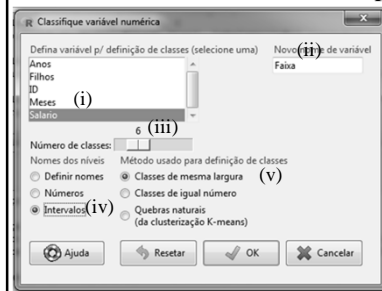 R Classifique variável numérica
Defina variável p/ definição de classes (selecione uma)
Novo nome de variável
(ii)
Anos
Filhos
ID
Meses
Salario
(i)
Faixa
6 (iii)
Número de classes:
Nomes dos níveis
Método usado para definição de classes
Definir nomes
Números
Intervalos (iv)
Classes de mesma largura (v)
Classes de igual número
Quebras naturais
(da clusterização K-means)
Ajuda
Resetar
OK
Cancelar